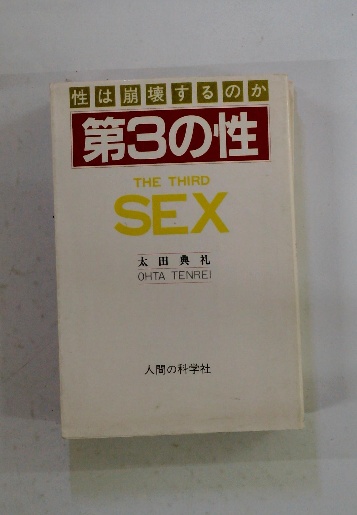 性は崩壊するのか
第3の性
THE THIRD
SEX
太田典礼
OHTA TENREI
人間の科学社